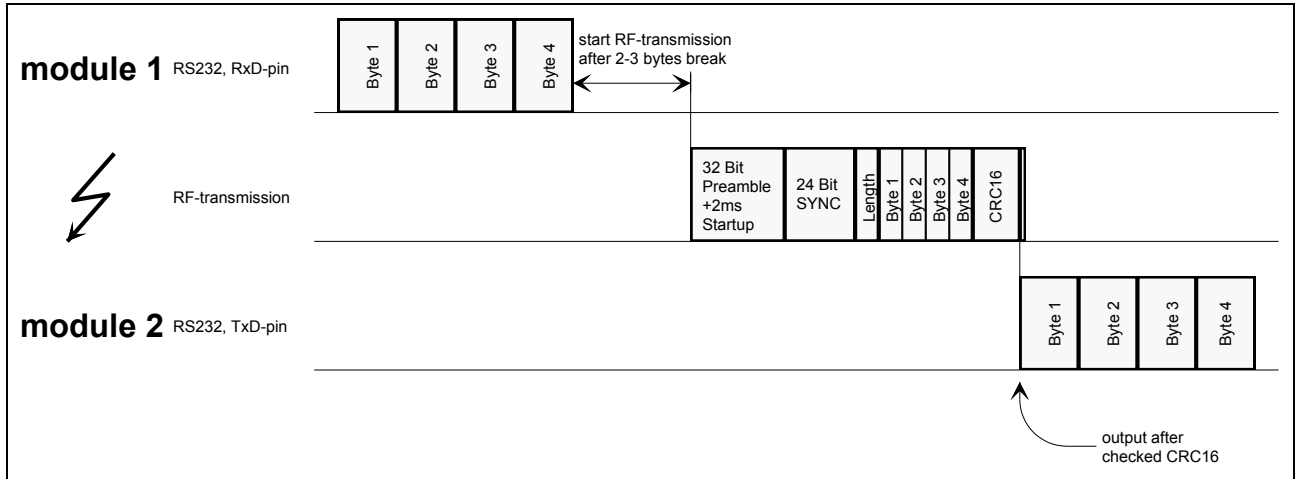 module 1 RS232, RxD-pin
Byte 1
Byte 2
Byte 3
Byte 4
start RF-transmission
after 2-3 bytes break
RF-transmission
32 Bit
Preamble
+2ms
Startup
24 Bit
SYNC
Length
Byte 1
Byte 2
Byte 3
Byte 4
CRC16
module 2 RS232, TxD-pin
Byte 1
Byte 2
Byte 3
Byte 4
output after
checked CRC16